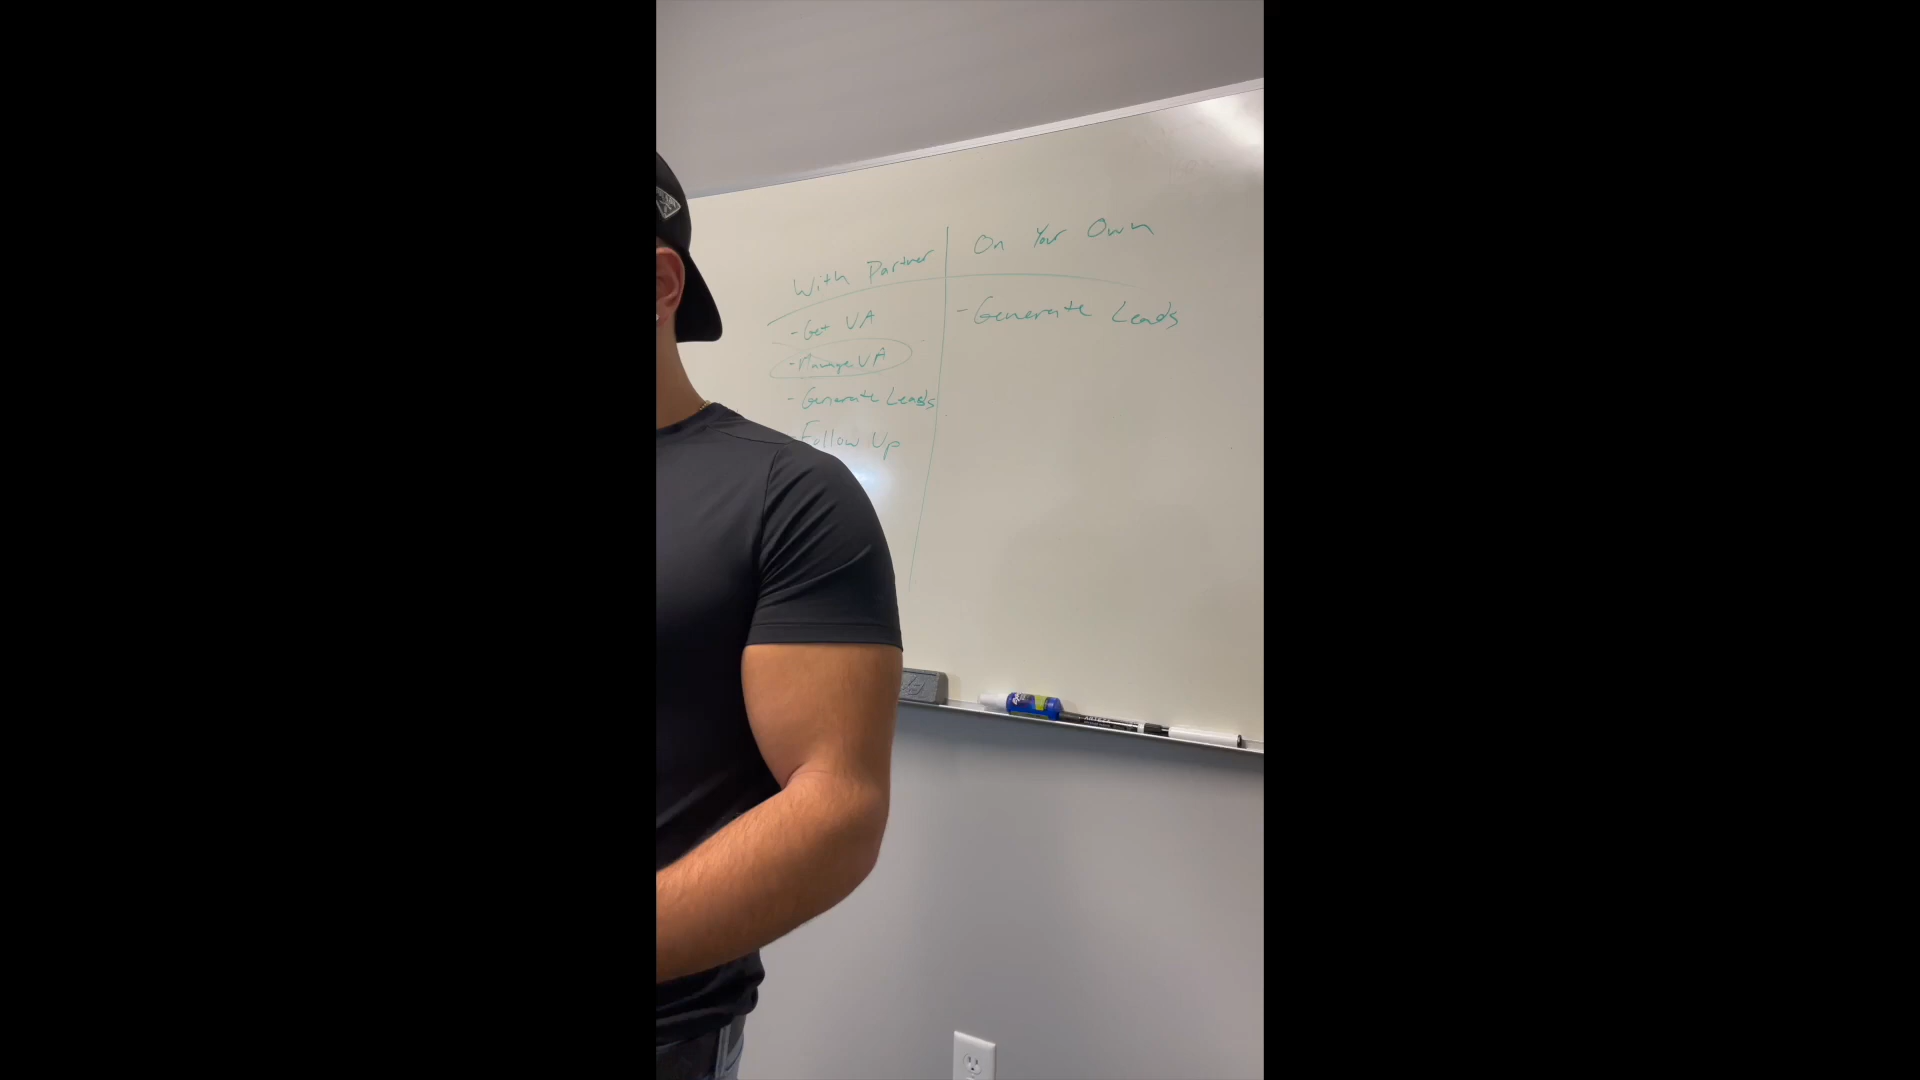 With Partner
- Get VA
- Manage VA
- Generate Leads
- Follow Up
On Your Own
- Generate Leads